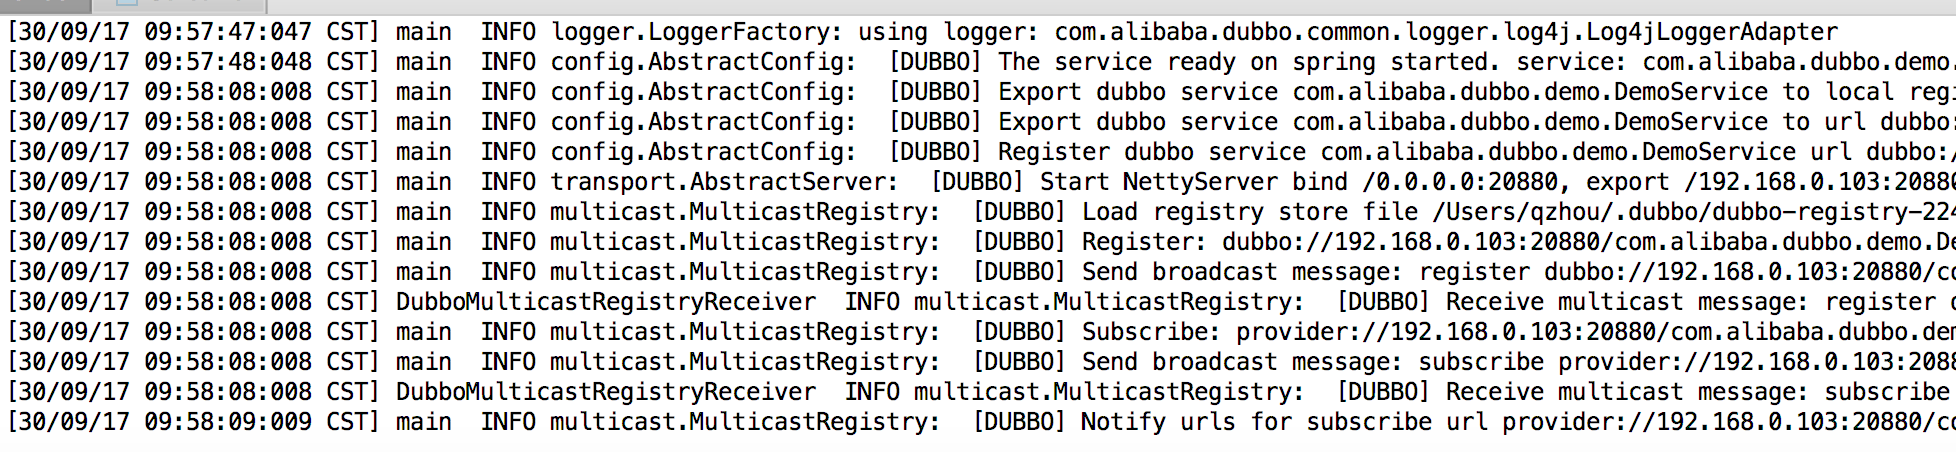 [30/09/17 09:57:47:047 CST] main  INFO logger.LoggerFactory: using logger: com.alibaba.dubbo.common.logger.log4j.Log4jLoggerAdapter
[30/09/17 09:57:48:048 CST] main  INFO config.AbstractConfig:  [DUBBO] The service ready on spring started. service: com.alibaba.dubbo.demo.
[30/09/17 09:58:08:008 CST] main  INFO config.AbstractConfig:  [DUBBO] Export dubbo service com.alibaba.dubbo.demo.DemoService to local regi
[30/09/17 09:58:08:008 CST] main  INFO config.AbstractConfig:  [DUBBO] Export dubbo service com.alibaba.dubbo.demo.DemoService to url dubbo:
[30/09/17 09:58:08:008 CST] main  INFO config.AbstractConfig:  [DUBBO] Register dubbo service com.alibaba.dubbo.demo.DemoService url dubbo:/
[30/09/17 09:58:08:008 CST] main  INFO transport.AbstractServer:  [DUBBO] Start NettyServer bind /0.0.0.0:20880, export /192.168.0.103:20880
[30/09/17 09:58:08:008 CST] main  INFO multicast.MulticastRegistry:  [DUBBO] Load registry store file /Users/qzhou/.dubbo/dubbo-registry-224
[30/09/17 09:58:08:008 CST] main  INFO multicast.MulticastRegistry:  [DUBBO] Register: dubbo://192.168.0.103:20880/com.alibaba.dubbo.demo.De
[30/09/17 09:58:08:008 CST] main  INFO multicast.MulticastRegistry:  [DUBBO] Send broadcast message: register dubbo://192.168.0.103:20880/co
[30/09/17 09:58:08:008 CST] DubboMulticastRegistryReceiver  INFO multicast.MulticastRegistry:  [DUBBO] Receive multicast message: register d
[30/09/17 09:58:08:008 CST] main  INFO multicast.MulticastRegistry:  [DUBBO] Subscribe: provider://192.168.0.103:20880/com.alibaba.dubbo.dem
[30/09/17 09:58:08:008 CST] main  INFO multicast.MulticastRegistry:  [DUBBO] Send broadcast message: subscribe provider://192.168.0.103:2088
[30/09/17 09:58:08:008 CST] DubboMulticastRegistryReceiver  INFO multicast.MulticastRegistry:  [DUBBO] Receive multicast message: subscribe
[30/09/17 09:58:09:009 CST] main  INFO multicast.MulticastRegistry:  [DUBBO] Notify urls for subscribe url provider://192.168.0.103:20880/co